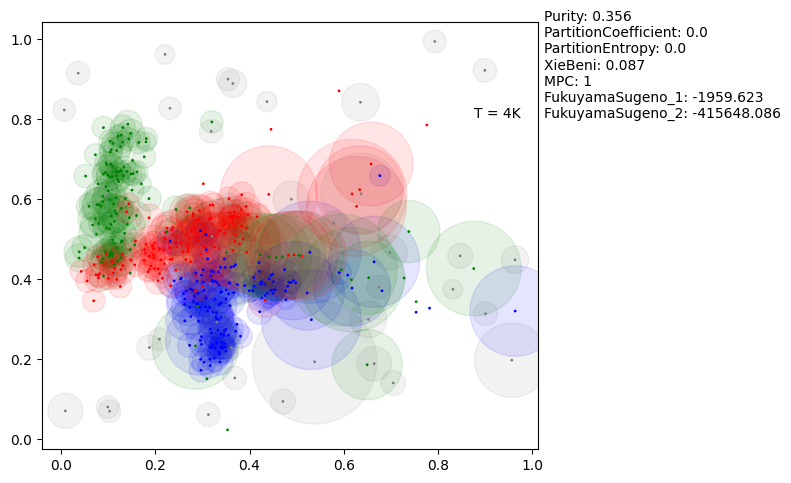 Purity: 0.356
PartitionCoefficient: 0.0
PartitionEntropy: 0.0
XieBeni: 0.087
MPC: 1
FukuyamaSugeno_1: -1959.623
FukuyamaSugeno_2: -415648.086
T = 4K
1.0
0.8
0.6
0.4
0.2
0.0
0.0 0.2 0.4 0.6 0.8 1.0